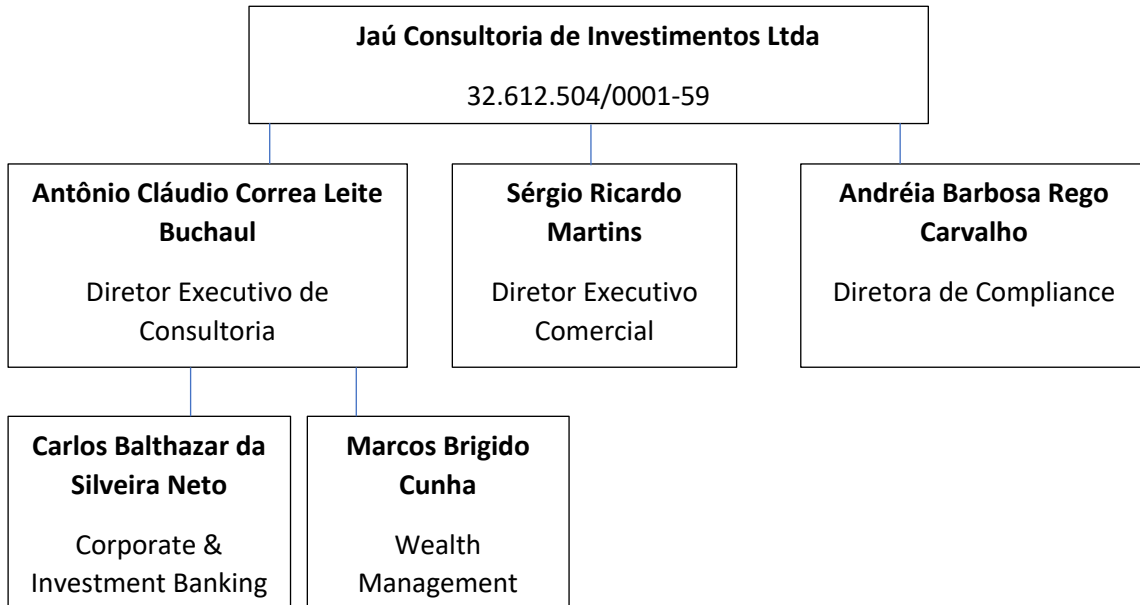 Jaú Consultoria de Investimentos Ltda
32.612.504/0001-59
Antônio Cláudio Correa Leite
Buchaul
Diretor Executivo de
Consultoria
Sérgio Ricardo
Martins
Diretor Executivo
Comercial
Andréia Barbosa Rego
Carvalho
Diretora de Compliance
Carlos Balthazar da
Silveira Neto
Corporate &
Investment Banking
Marcos Brigido
Cunha
Wealth
Management